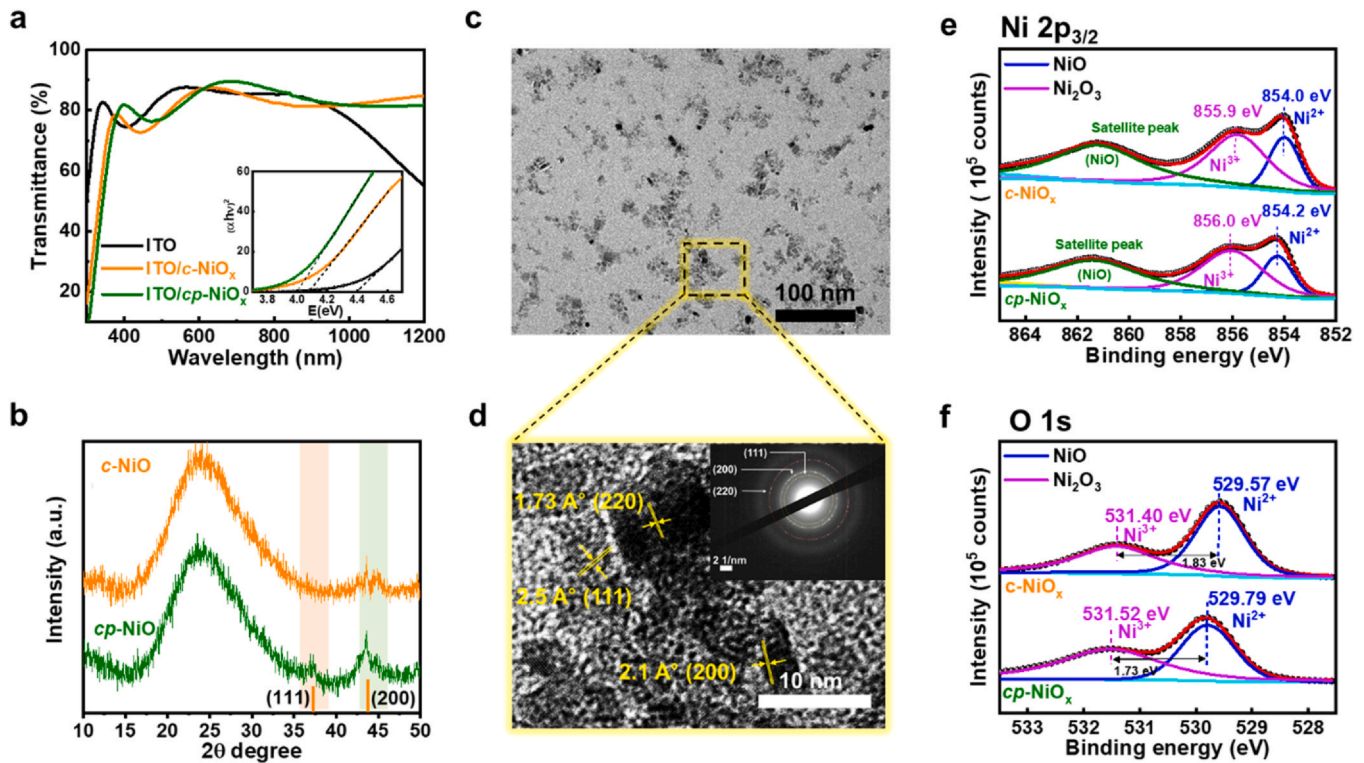 a
100
80
60
40
20
Transmittance (%)
ITO
ITO/c-NiOₓ
ITO/cp-NiOₓ
60
40
20
0
(αhν)²
3.8 4.0 4.2 4.4 4.6
E(eV)
400 600 800 1000 1200
Wavelength (nm)
b
c-NiO
cp-NiO
(111)
(200)
Intensity (a.u.)
10 15 20 25 30 35 40 45 50
2θ degree
c
100 nm
d
1.73 A° (220)
2.5 A° (111)
2.1 A° (200)
10 nm
(111)
(200)
(220)
2 1/nm
e
Ni 2p₃/₂
NiO
Ni₂O₃
854.0 eV
Ni²⁺
855.9 eV
Ni³⁺
Satellite peak
(NiO)
c-NiOₓ
854.2 eV
Ni²⁺
856.0 eV
Ni³⁺
Satellite peak
(NiO)
cp-NiOₓ
Intensity ( 10⁵ counts)
864 862 860 858 856 854 852
Binding energy (eV)
f
O 1s
NiO
Ni₂O₃
529.57 eV
Ni²⁺
531.40 eV
Ni³⁺
1.83 eV
c-NiOₓ
529.79 eV
Ni²⁺
531.52 eV
Ni³⁺
1.73 eV
cp-NiOₓ
Intensity (10⁵ counts)
533 532 531 530 529 528
Binding energy (eV)